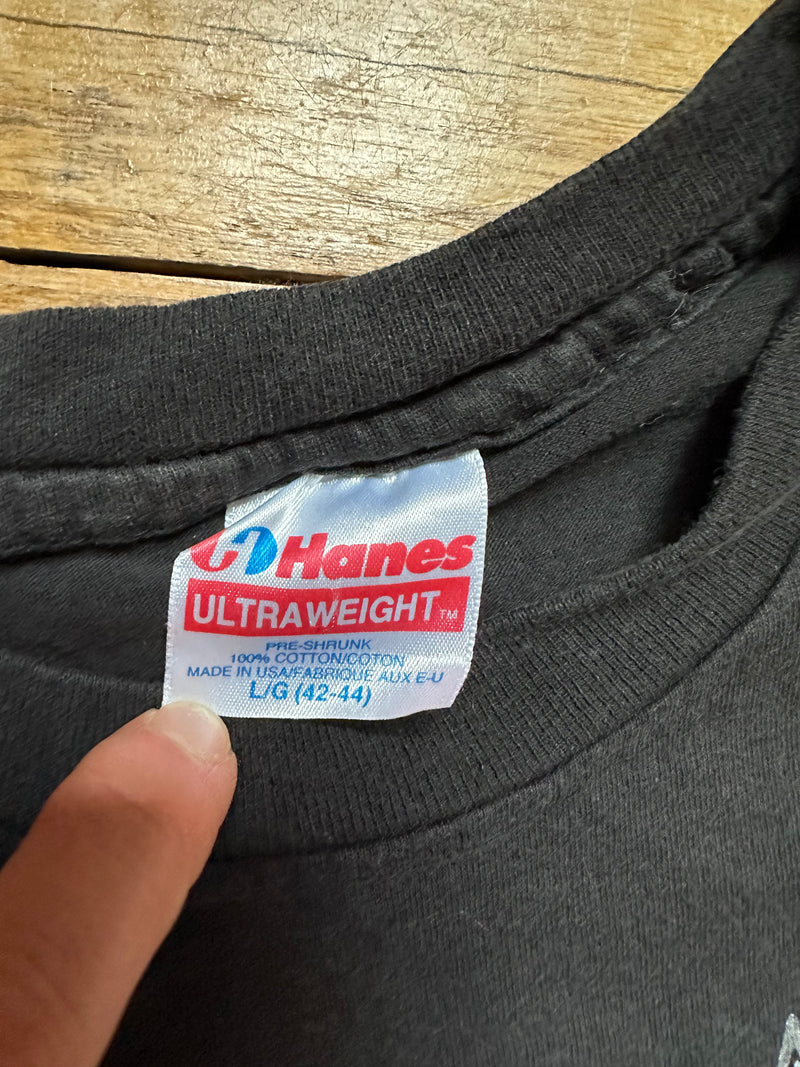 Hanes
ULTRAWEIGHT™
PRE-SHRUNK
100% COTTON/COTON
MADE IN USA/FABRIQUE AUX E-U
L/G (42-44)